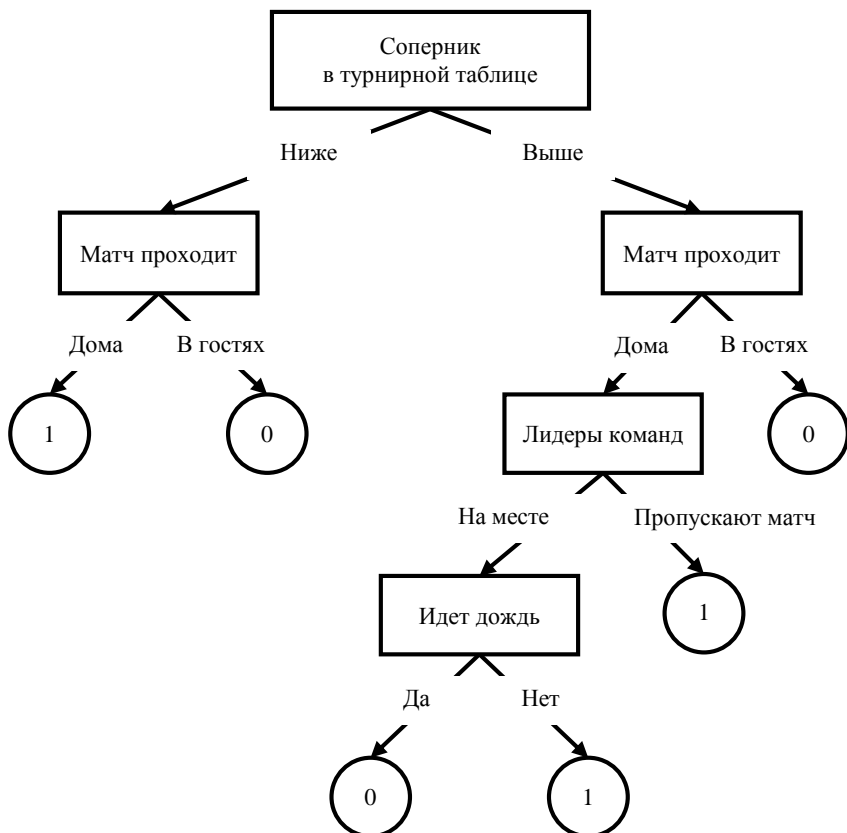 Соперник
в турнирной таблице
Ниже
Выше
Матч проходит
Матч проходит
Дома
В гостях
Дома
В гостях
1
0
Лидеры команд
0
На месте
Пропускают матч
Идет дождь
1
Да
Нет
0
1